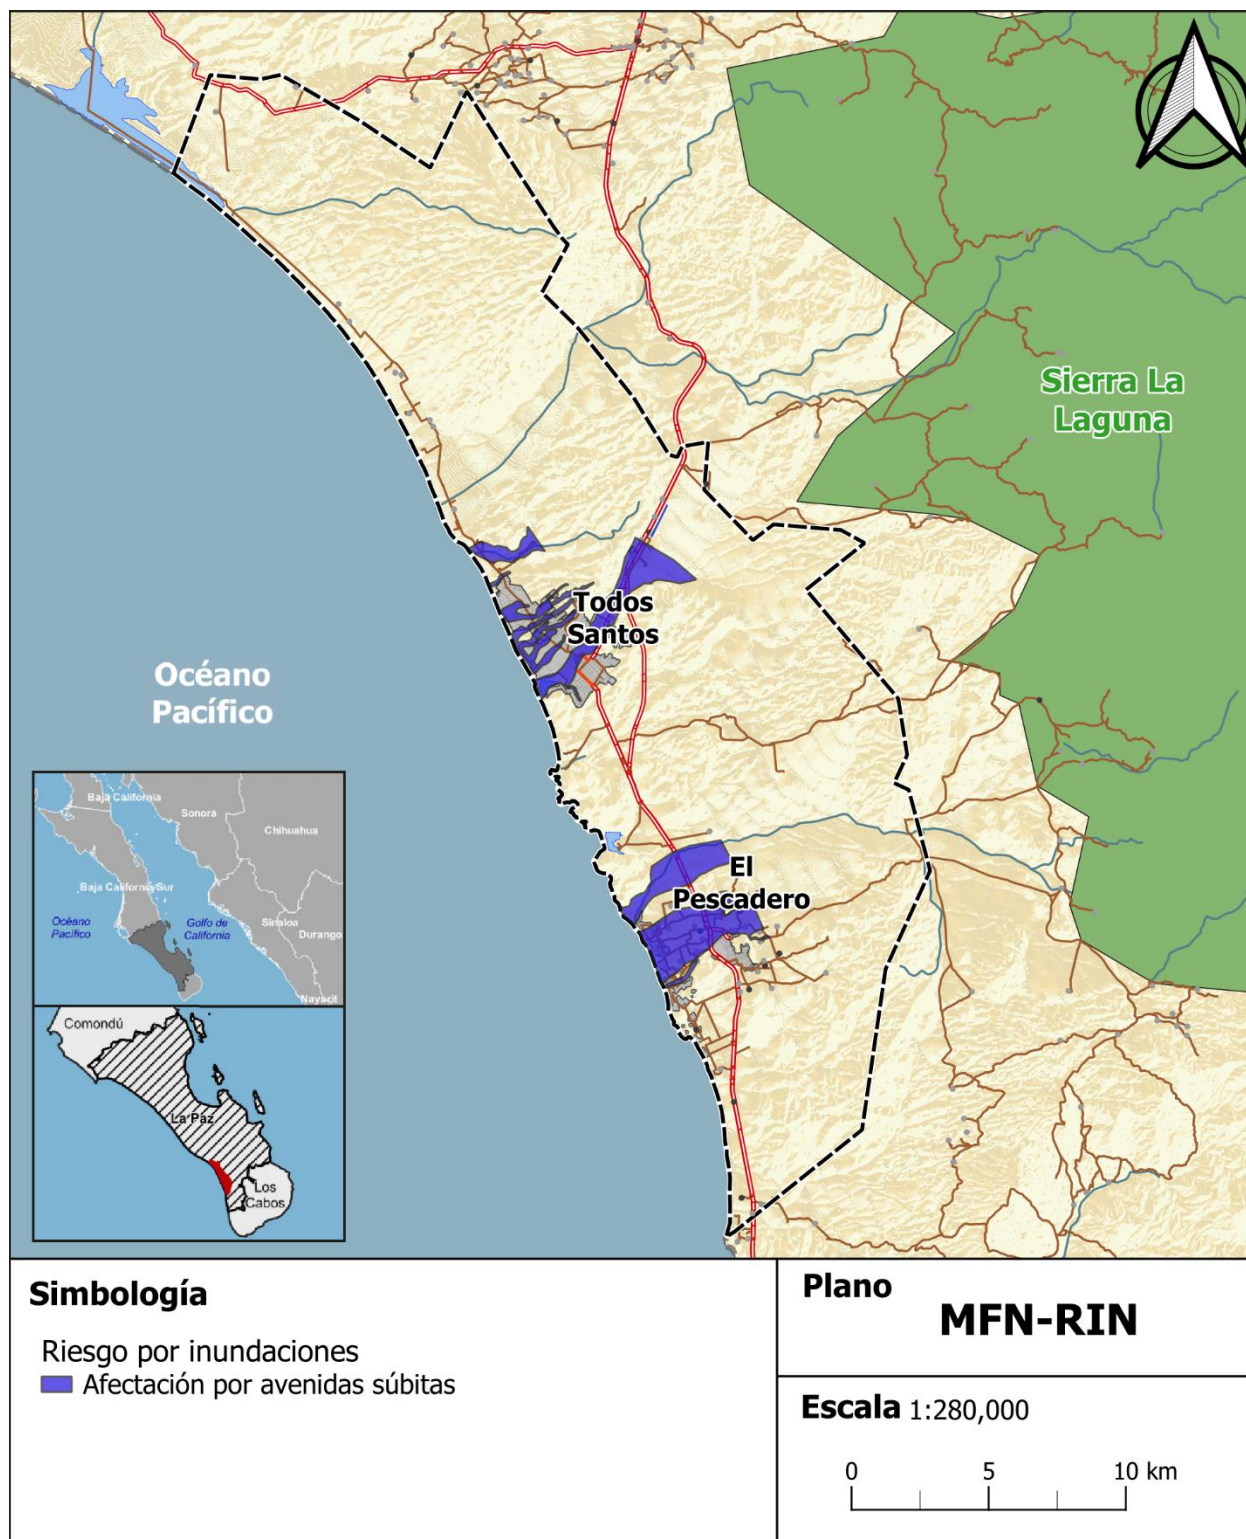 Sierra La
Laguna
Todos
Santos
Océano
Pacífico
El
Pescadero
Baja California
Sonora
Chihuahua
Baja California Sur
Océano
Pacífico
Golfo de
California
Sinaloa
Durango
Nayarit
Comondú
La Paz
Los
Cabos
Simbología
Riesgo por inundaciones
Afectación por avenidas súbitas
Plano
MFN-RIN
Escala 1:280,000
0 5 10 km